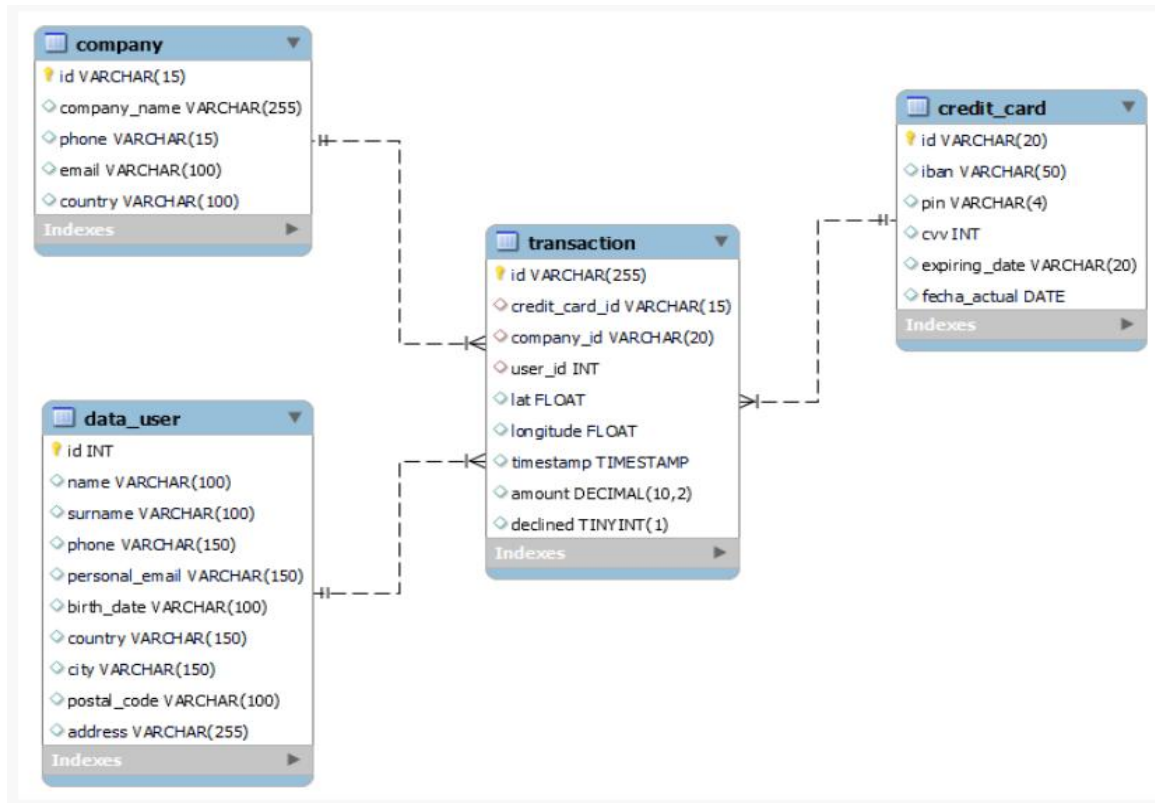 company
id VARCHAR(15)
company_name VARCHAR(255)
phone VARCHAR(15)
email VARCHAR(100)
country VARCHAR(100)
Indexes
data_user
id INT
name VARCHAR(100)
surname VARCHAR(100)
phone VARCHAR(150)
personal_email VARCHAR(150)
birth_date VARCHAR(100)
country VARCHAR(150)
city VARCHAR(150)
postal_code VARCHAR(100)
address VARCHAR(255)
Indexes
transaction
id VARCHAR(255)
credit_card_id VARCHAR(15)
company_id VARCHAR(20)
user_id INT
lat FLOAT
longitude FLOAT
timestamp TIMESTAMP
amount DECIMAL(10,2)
declined TINYINT(1)
Indexes
credit_card
id VARCHAR(20)
iban VARCHAR(50)
pin VARCHAR(4)
cvv INT
expiring_date VARCHAR(20)
fecha_actual DATE
Indexes